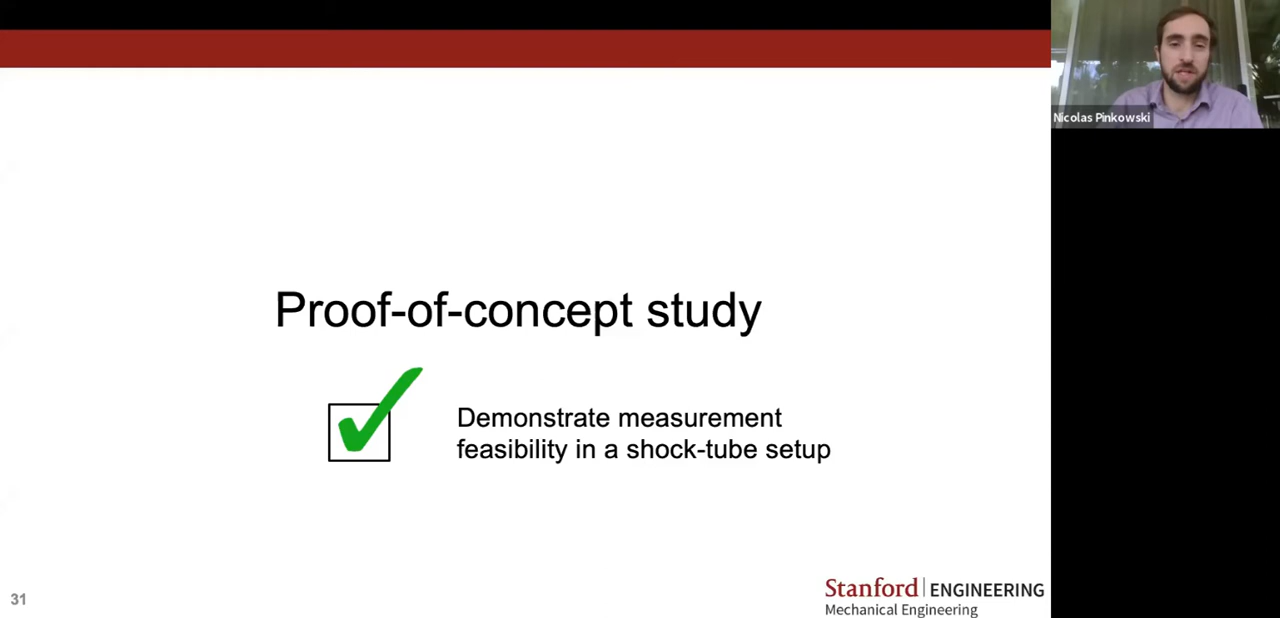 Nicolas Pinkowski
Proof-of-concept study
Demonstrate measurement
feasibility in a shock-tube setup
31
Stanford | ENGINEERING
Mechanical Engineering